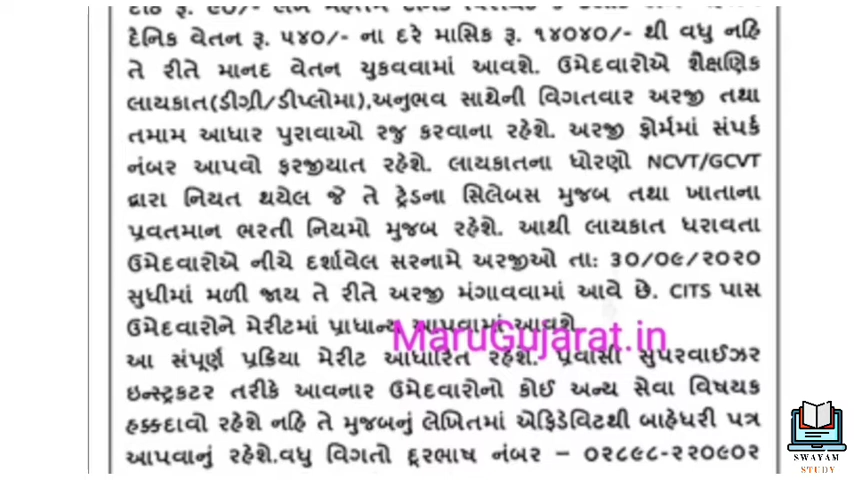 દૈનિક વેતન રૂ. ૫૪૦/- ના દરે માસિક રૂ. ૧૪૦૪૦/- થી વધુ નહિ
તે રીતે માનદ વેતન ચુકવવામાં આવશે. ઉમેદવારોએ શૈક્ષણિક
લાયકાત(ડીગ્રી/ડીપ્લોમા),અનુભવ સાથેની વિગતવાર અરજી તથા
તમામ આધાર પુરાવાઓ રજુ કરવાના રહેશે. અરજી ફોર્મમાં સંપર્ક
નંબર આપવો ફરજીયાત રહેશે. લાયકાતના ધોરણો NCVT/GCVT
દ્વારા નિયત થયેલ જે તે ટ્રેડના સિલેબસ મુજબ તથા ખાતાના
પ્રવતમાન ભરતી નિયમો મુજબ રહેશે. આથી લાયકાત ધરાવતા
ઉમેદવારોએ નીચે દર્શાવેલ સરનામે અરજીઓ તા: ૩૦/૦૯/૨૦૨૦
સુધીમાં મળી જાય તે રીતે અરજી મંગાવવામાં આવે છે. CITS પાસ
ઉમેદવારોને મેરીટમાં પ્રાધાન્ય આપવામાં આવશે
MaruGujarat.in
આ સંપૂર્ણ પ્રક્રિયા મેરીટ આધારિત રહેશે. પ્રવાસી સુપરવાઈઝર
ઇન્સ્ટ્રકટર તરીકે આવનાર ઉમેદવારોનો કોઈ અન્ય સેવા વિષયક
હક્કદાવો રહેશે નહિ તે મુજબનું લેખિતમાં એફિડેવિટથી બાહેધરી પત્ર
આપવાનું રહેશે.વધુ વિગતો દૂરભાષ નંબર – ૦૨૮૯૮-૨૨૦૯૦૨
SWAYAM
STUDY